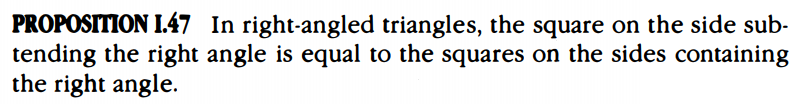 PROPOSITION I.47 In right-angled triangles, the square on the side sub-
tending the right angle is equal to the squares on the sides containing
the right angle.